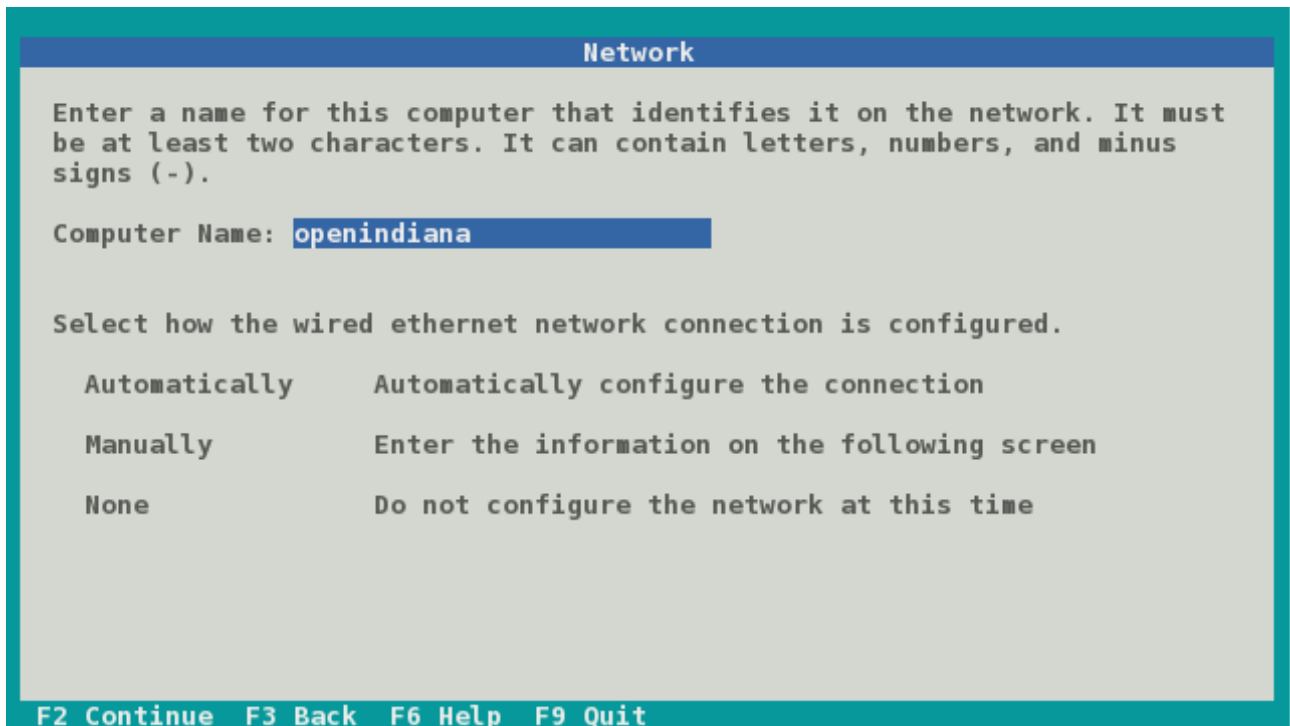 Network
Enter a name for this computer that identifies it on the network. It must
be at least two characters. It can contain letters, numbers, and minus
signs (-).
Computer Name: openindiana
Select how the wired ethernet network connection is configured.
Automatically Automatically configure the connection
Manually Enter the information on the following screen
None Do not configure the network at this time
F2 Continue F3 Back F6 Help F9 Quit